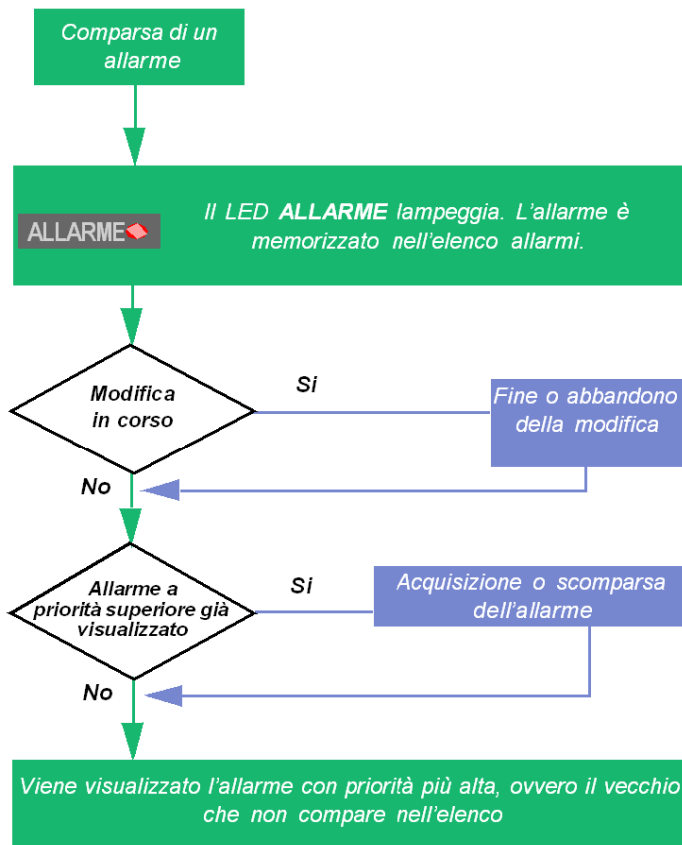 Comparsa di un
allarme
Il LED ALLARME lampeggia. L'allarme è
ALLARME
memorizzato nell'elenco allarmi.
Modifica
in corso
Si
Fine o abbandono
della modifica
No
Allarme a
priorità superiore già
visualizzato
Si
Acquisizione o scomparsa
dell'allarme
No
Viene visualizzato l'allarme con priorità più alta, ovvero il vecchio
che non compare nell'elenco